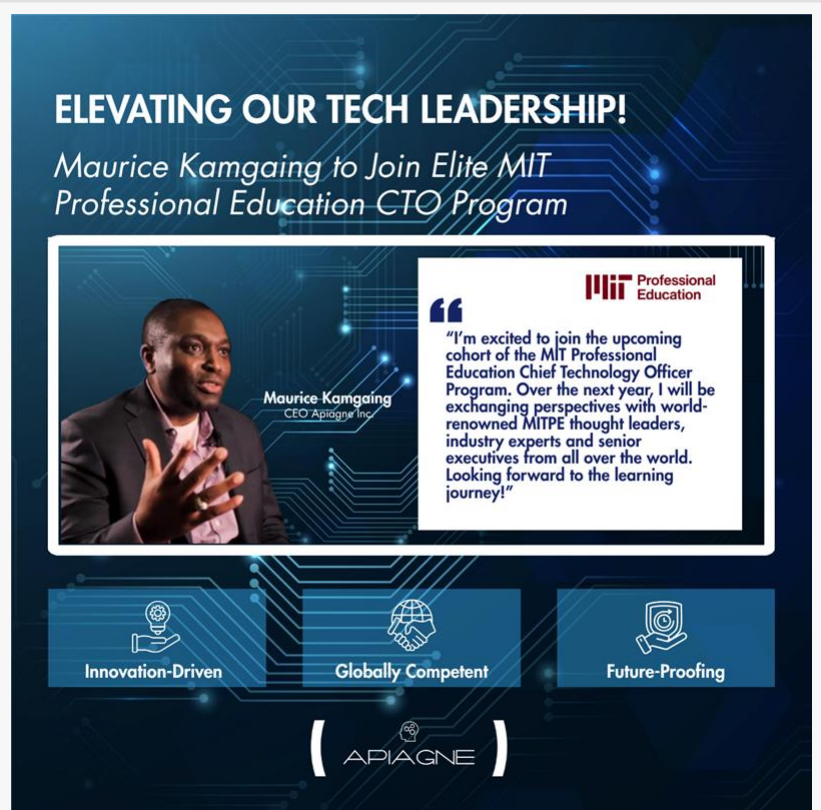 ELEVATING OUR TECH LEADERSHIP!
Maurice Kamgaing to Join Elite MIT
Professional Education CTO Program
Maurice Kamgaing
CEO Apiagne Inc.
MIT Professional
Education
“I’m excited to join the upcoming
cohort of the MIT Professional
Education Chief Technology Officer
Program. Over the next year, I will be
exchanging perspectives with world-
renowned MITPE thought leaders,
industry experts and senior
executives from all over the world.
Looking forward to the learning
journey!”
Innovation-Driven
Globally Competent
Future-Proofing
APIAGNE